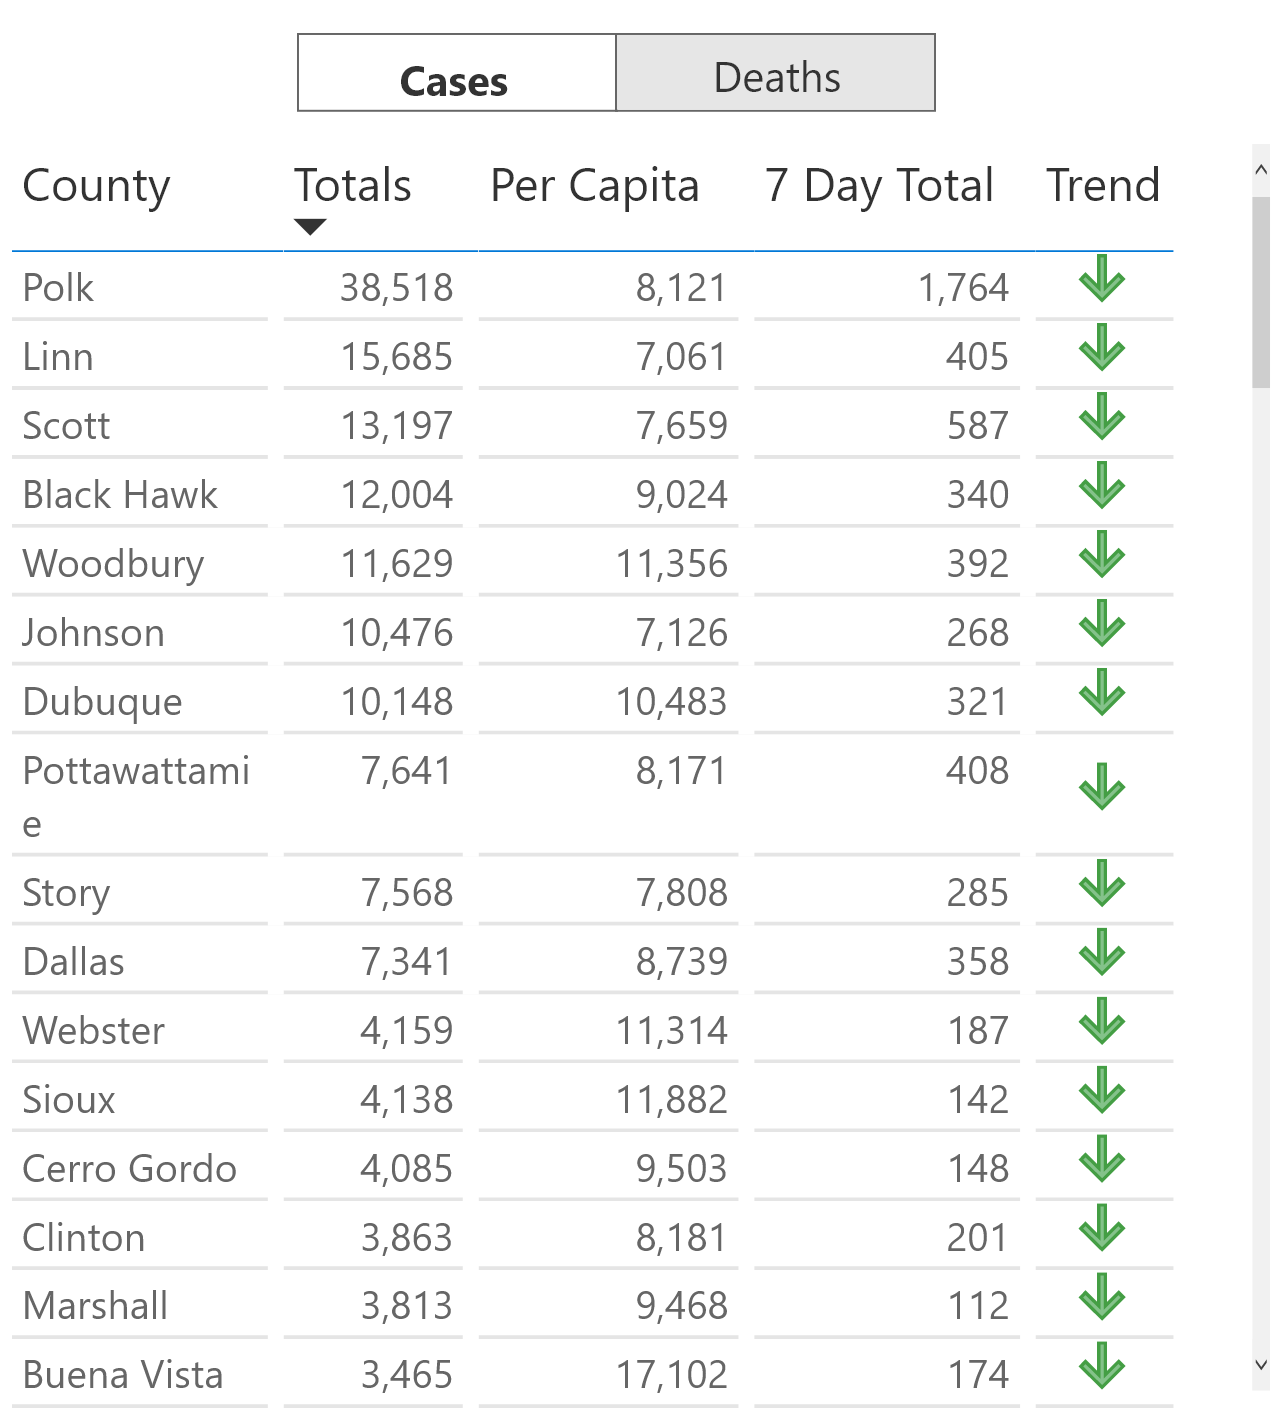 Cases Deaths
County Totals Per Capita 7 Day Total Trend
Polk 38,518 8,121 1,764
Linn 15,685 7,061 405
Scott 13,197 7,659 587
Black Hawk 12,004 9,024 340
Woodbury 11,629 11,356 392
Johnson 10,476 7,126 268
Dubuque 10,148 10,483 321
Pottawattami 7,641 8,171 408
e
Story 7,568 7,808 285
Dallas 7,341 8,739 358
Webster 4,159 11,314 187
Sioux 4,138 11,882 142
Cerro Gordo 4,085 9,503 148
Clinton 3,863 8,181 201
Marshall 3,813 9,468 112
Buena Vista 3,465 17,102 174